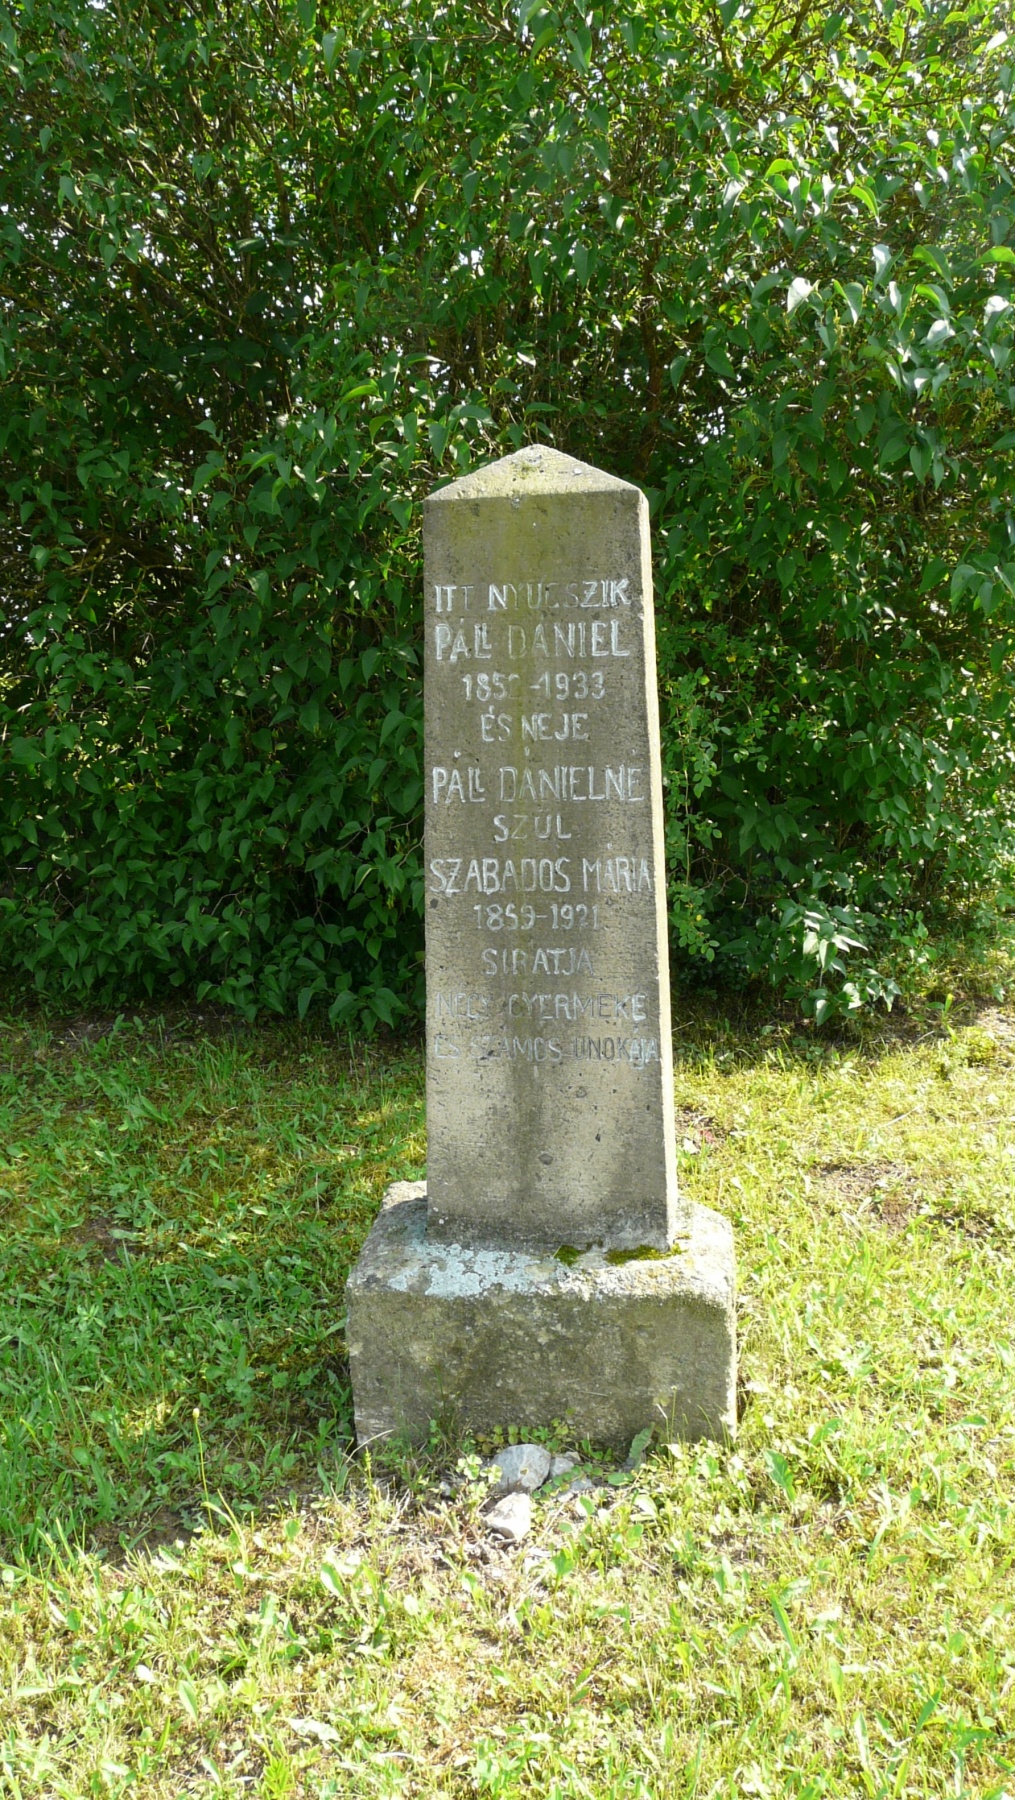 ITT NYUGSZIK
PÁLL DÁNIEL
-1933
ÉS NEJE
PÁLL DÁNIELNÉ
SZÜL
SZABADOS MÁRIA
1859-1921
SIRATJA
NÉGY GYERMEKE
ÉS SZÁMOS UNOKÁJA